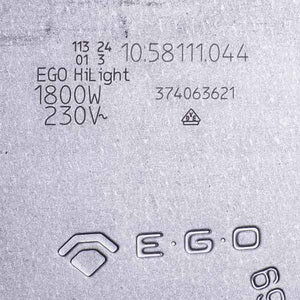 113 24
01 3
10.58111.044
EGO HiLight
1800W
374063621
230V~
E·G·O